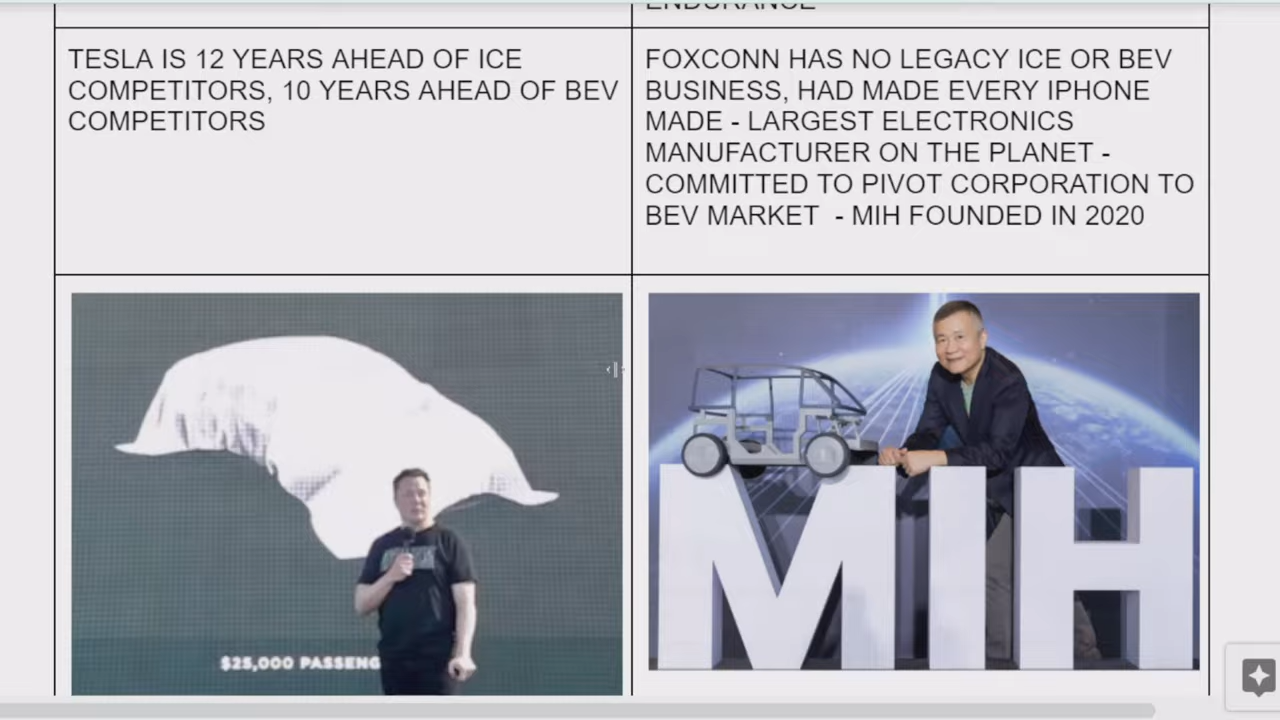 ENDURANCE
TESLA IS 12 YEARS AHEAD OF ICE
COMPETITORS, 10 YEARS AHEAD OF BEV
COMPETITORS
FOXCONN HAS NO LEGACY ICE OR BEV
BUSINESS, HAD MADE EVERY IPHONE
MADE - LARGEST ELECTRONICS
MANUFACTURER ON THE PLANET -
COMMITTED TO PIVOT CORPORATION TO
BEV MARKET - MIH FOUNDED IN 2020
$25,000 PASSENG
MIH